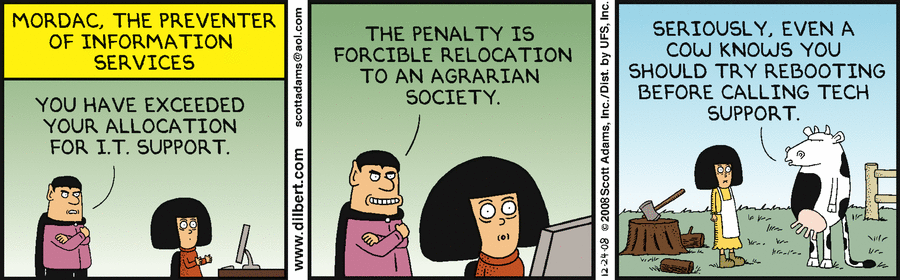 MORDAC, THE PREVENTER
OF INFORMATION
SERVICES
YOU HAVE EXCEEDED
YOUR ALLOCATION
FOR I.T. SUPPORT.
www.dilbert.com
scottadams@aol.com
THE PENALTY IS
FORCIBLE RELOCATION
TO AN AGRARIAN
SOCIETY.
12-24-08 © 2008 Scott Adams, Inc./Dist. by UFS, Inc.
SERIOUSLY, EVEN A
COW KNOWS YOU
SHOULD TRY REBOOTING
BEFORE CALLING TECH
SUPPORT.